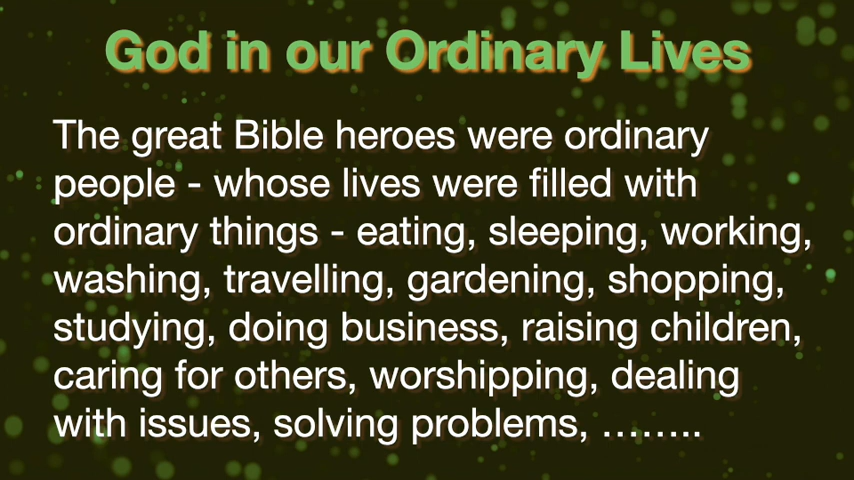 God in our Ordinary Lives
The great Bible heroes were ordinary
people - whose lives were filled with
ordinary things - eating, sleeping, working,
washing, travelling, gardening, shopping,
studying, doing business, raising children,
caring for others, worshipping, dealing
with issues, solving problems, ........